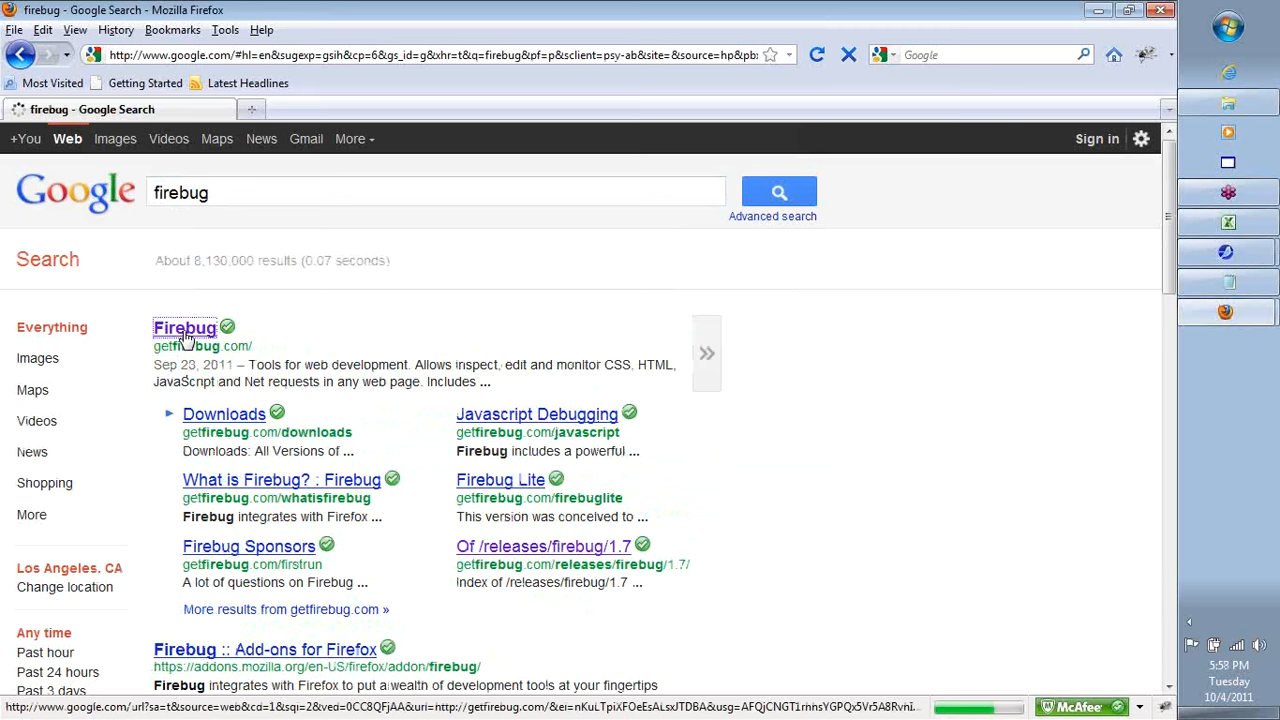 firebug - Google Search - Mozilla Firefox
File Edit View History Bookmarks Tools Help
http://www.google.com/#hl=en&sugexp=gsih&cp=6&gs_id=g&xhr=t&q=firebug&pf=p&sclient=psy-ab&site=&source=hp&pbx Google
Most Visited Getting Started Latest Headlines
firebug - Google Search
+You Web Images Videos Maps News Gmail More Sign in
Google firebug
Advanced search
Search About 8,130,000 results (0.07 seconds)
Everything
Images
Maps
Videos
News
Shopping
More
Los Angeles, CA
Change location
Any time
Past hour
Past 24 hours
Past 3 days
Firebug
getfirebug.com/
Sep 23, 2011 – Tools for web development. Allows inspect, edit and monitor CSS, HTML,
JavaScript and Net requests in any web page. Includes ...
Downloads
getfirebug.com/downloads
Downloads: All Versions of ...
Javascript Debugging
getfirebug.com/javascript
Firebug includes a powerful ...
What is Firebug? : Firebug
getfirebug.com/whatisfirebug
Firebug integrates with Firefox ...
Firebug Lite
getfirebug.com/firebuglite
This version was conceived to ...
Firebug Sponsors
getfirebug.com/firstrun
A lot of questions on Firebug ...
Of /releases/firebug/1.7
getfirebug.com/releases/firebug/1.7/
Index of /releases/firebug/1.7 ...
More results from getfirebug.com »
Firebug :: Add-ons for Firefox
https://addons.mozilla.org/en-US/firefox/addon/firebug/
Firebug integrates with Firefox to put a wealth of development tools at your fingertips
McAfee
5:58 PM
Tuesday
10/4/2011